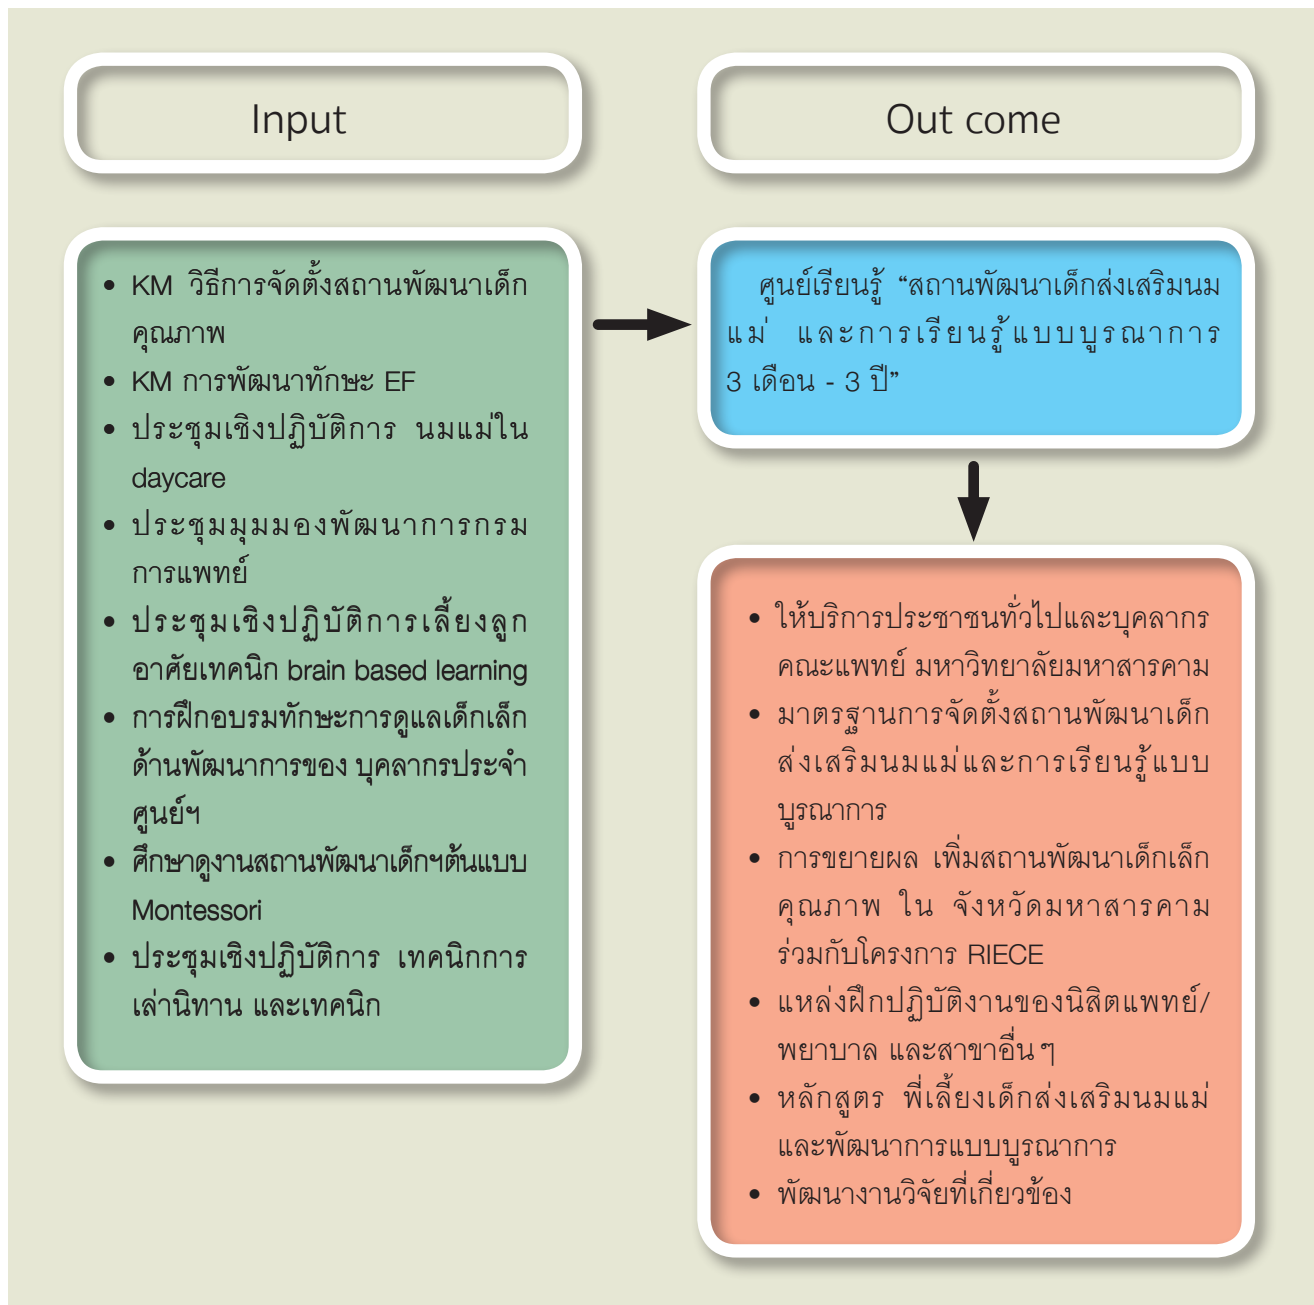 Input
Out come
• KM วิธีการจัดตั้งสถานพัฒนาเด็ก
คุณภาพ
• KM การพัฒนาทักษะ EF
• ประชุมเชิงปฏิบัติการ นมแม่ใน
daycare
• ประชุมมุมมองพัฒนาการกรม
การแพทย์
• ประชุมเชิงปฏิบัติการเลี้ยงลูก
อาศัยเทคนิก brain based learning
• การฝึกอบรมทักษะการดูแลเด็กเล็ก
ด้านพัฒนาการของ บุคลากรประจำ
ศูนย์ฯ
• ศึกษาดูงานสถานพัฒนาเด็กฯต้นแบบ
Montessori
• ประชุมเชิงปฏิบัติการ เทคนิกการ
เล่านิทาน และเทคนิก
ศูนย์เรียนรู้ “สถานพัฒนาเด็กส่งเสริมนม
แม่ และการเรียนรู้แบบบูรณาการ
3 เดือน - 3 ปี”
• ให้บริการประชาชนทั่วไปและบุคลากร
คณะแพทย์ มหาวิทยาลัยมหาสารคาม
• มาตรฐานการจัดตั้งสถานพัฒนาเด็ก
ส่งเสริมนมแม่และการเรียนรู้แบบ
บูรณาการ
• การขยายผล เพิ่มสถานพัฒนาเด็กเล็ก
คุณภาพ ใน จังหวัดมหาสารคาม
ร่วมกับโครงการ RIECE
• แหล่งฝึกปฏิบัติงานของนิสิตแพทย์/
พยาบาล และสาขาอื่น ๆ
• หลักสูตร พี่เลี้ยงเด็กส่งเสริมนมแม่
และพัฒนาการแบบบูรณาการ
• พัฒนางานวิจัยที่เกี่ยวข้อง